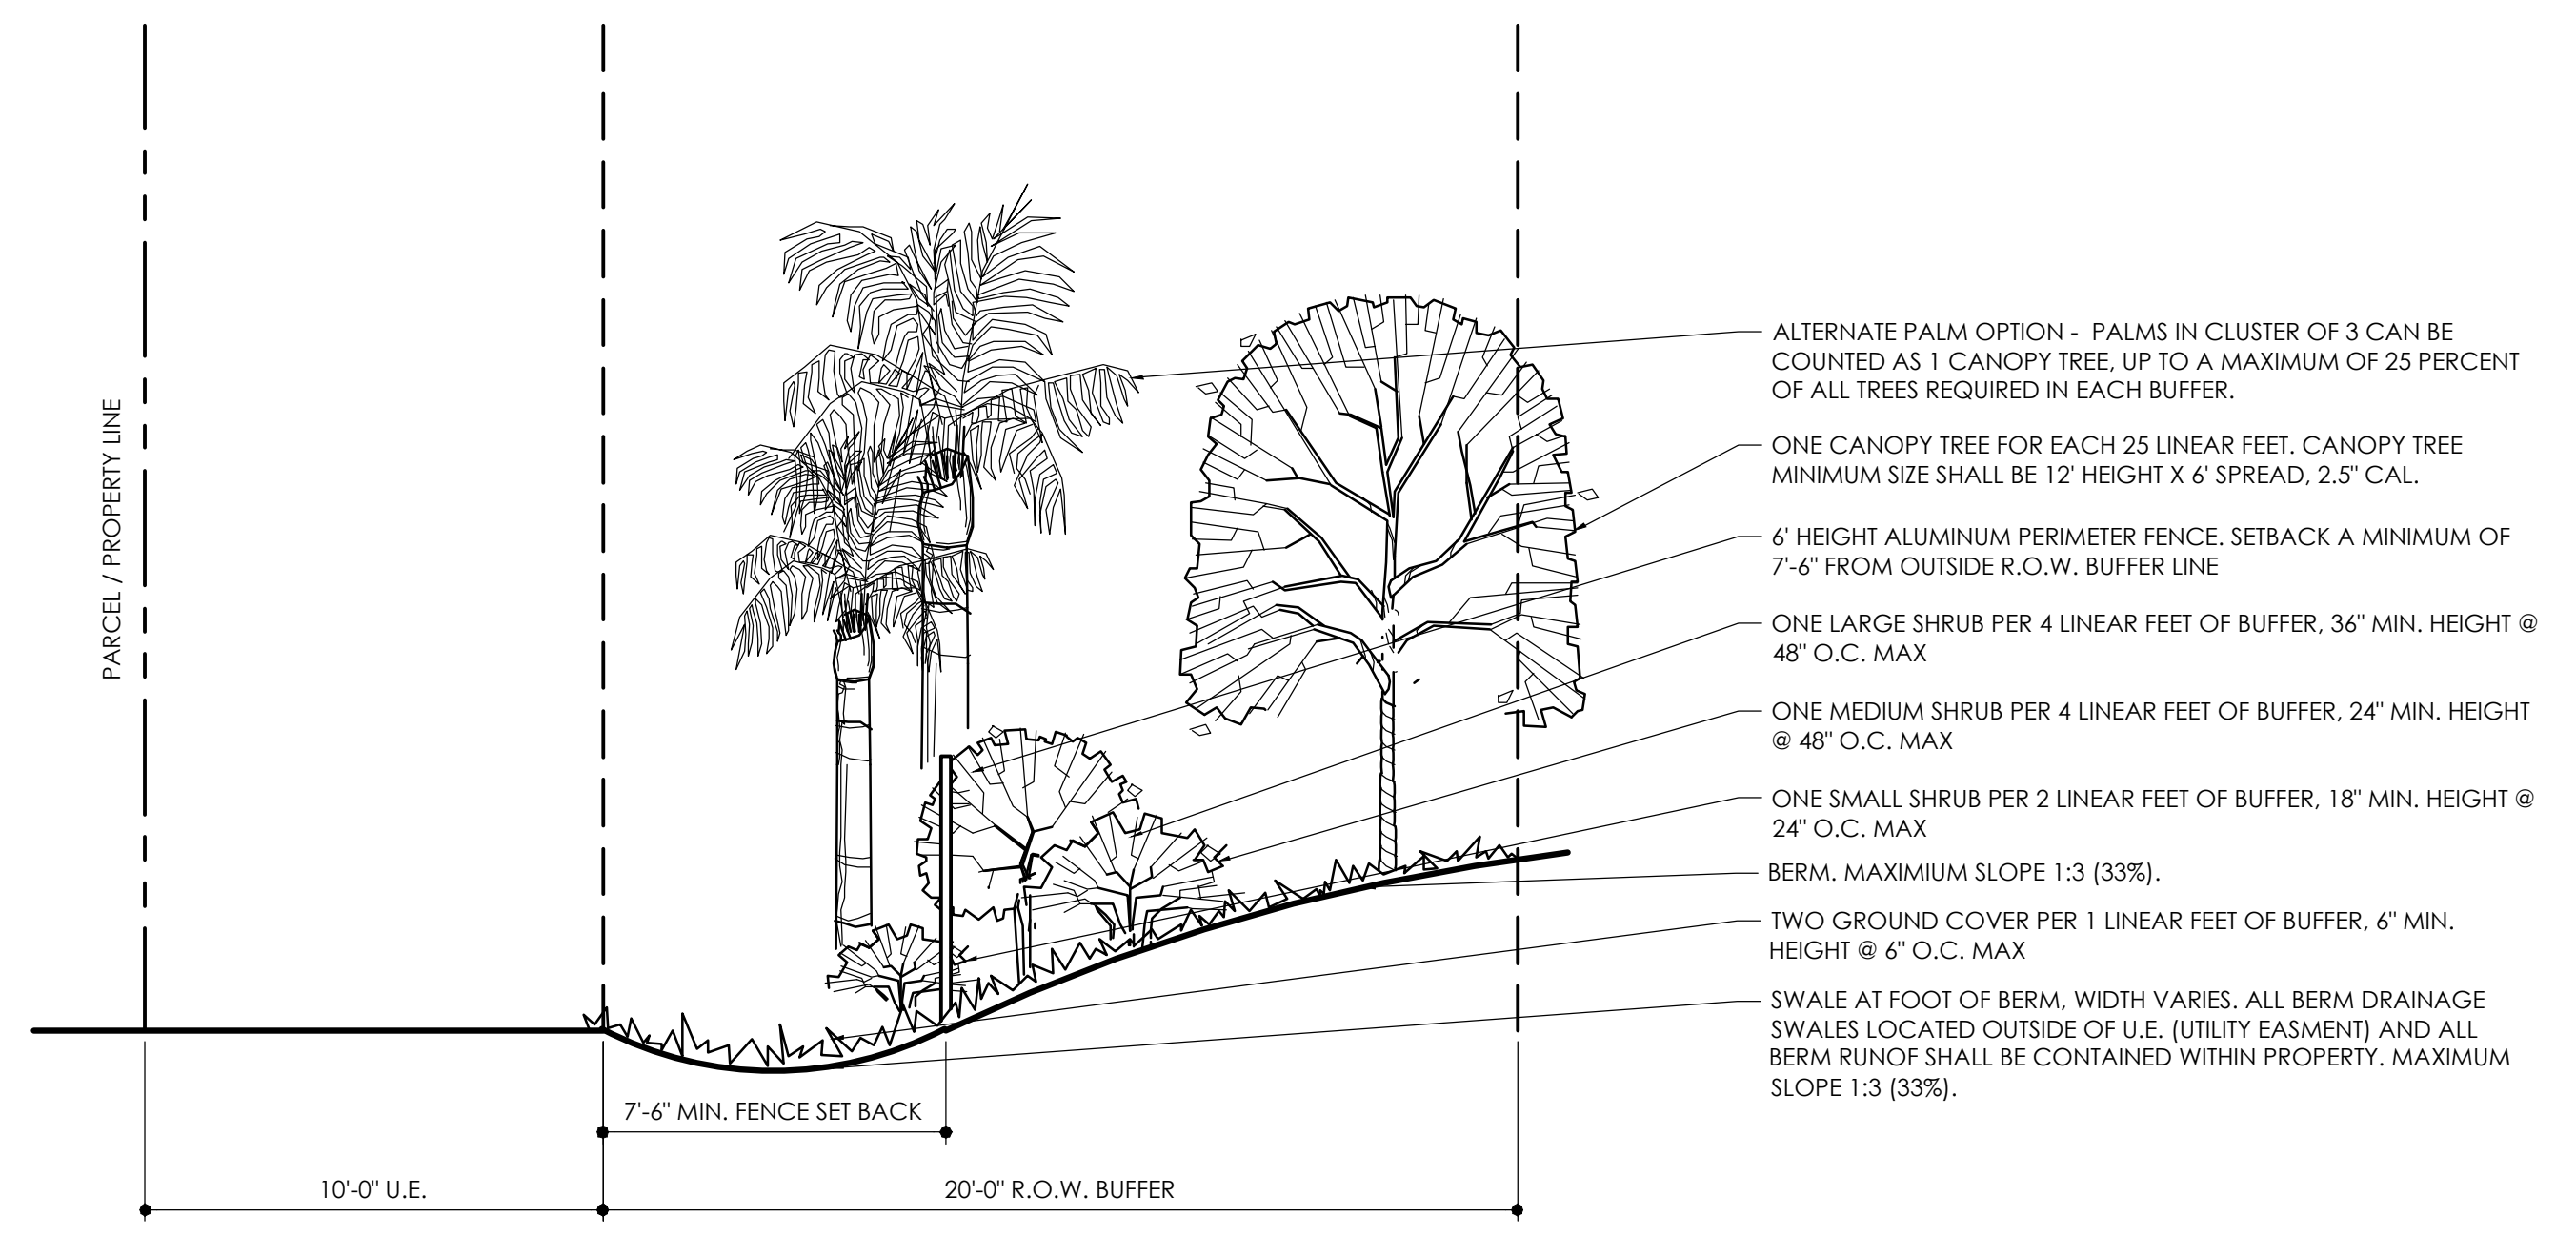 PARCEL / PROPERTY LINE
ALTERNATE PALM OPTION - PALMS IN CLUSTER OF 3 CAN BE
COUNTED AS 1 CANOPY TREE, UP TO A MAXIMUM OF 25 PERCENT
OF ALL TREES REQUIRED IN EACH BUFFER.
ONE CANOPY TREE FOR EACH 25 LINEAR FEET. CANOPY TREE
MINIMUM SIZE SHALL BE 12' HEIGHT X 6' SPREAD, 2.5" CAL.
6' HEIGHT ALUMINUM PERIMETER FENCE. SETBACK A MINIMUM OF
7'-6" FROM OUTSIDE R.O.W. BUFFER LINE
ONE LARGE SHRUB PER 4 LINEAR FEET OF BUFFER, 36" MIN. HEIGHT @
48" O.C. MAX
ONE MEDIUM SHRUB PER 4 LINEAR FEET OF BUFFER, 24" MIN. HEIGHT
@ 48" O.C. MAX
ONE SMALL SHRUB PER 2 LINEAR FEET OF BUFFER, 18" MIN. HEIGHT @
24" O.C. MAX
BERM. MAXIMIUM SLOPE 1:3 (33%).
TWO GROUND COVER PER 1 LINEAR FEET OF BUFFER, 6" MIN.
HEIGHT @ 6" O.C. MAX
SWALE AT FOOT OF BERM, WIDTH VARIES. ALL BERM DRAINAGE
SWALES LOCATED OUTSIDE OF U.E. (UTILITY EASMENT) AND ALL
BERM RUNOF SHALL BE CONTAINED WITHIN PROPERTY. MAXIMUM
SLOPE 1:3 (33%).
7'-6" MIN. FENCE SET BACK
10'-0" U.E.
20'-0" R.O.W. BUFFER